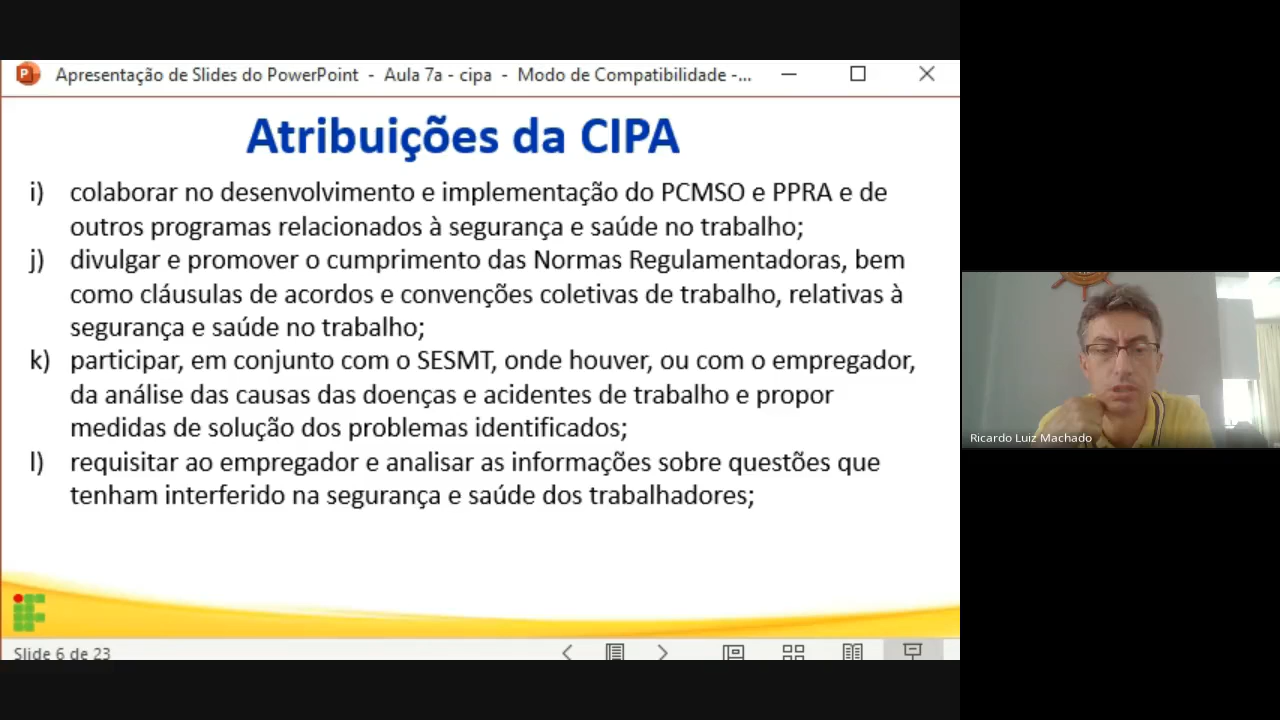 Apresentação de Slides do PowerPoint - Aula 7a - cipa - Modo de Compatibilidade -...
Atribuições da CIPA
i) colaborar no desenvolvimento e implementação do PCMSO e PPRA e de
outros programas relacionados à segurança e saúde no trabalho;
j) divulgar e promover o cumprimento das Normas Regulamentadoras, bem
como cláusulas de acordos e convenções coletivas de trabalho, relativas à
segurança e saúde no trabalho;
k) participar, em conjunto com o SESMT, onde houver, ou com o empregador,
da análise das causas das doenças e acidentes de trabalho e propor
medidas de solução dos problemas identificados;
l) requisitar ao empregador e analisar as informações sobre questões que
tenham interferido na segurança e saúde dos trabalhadores;
Slide 6 de 23
Ricardo Luiz Machado